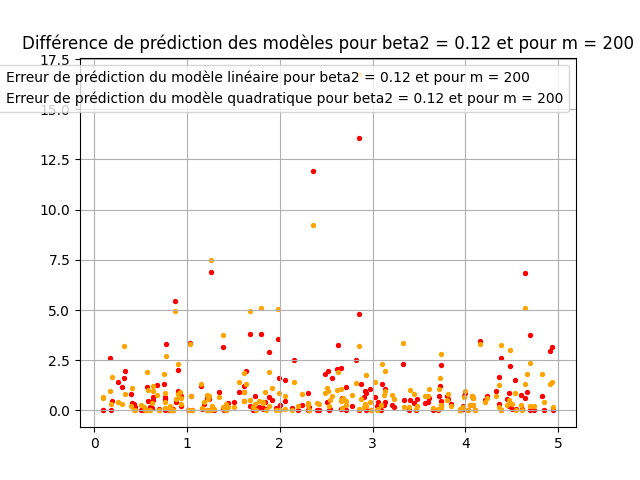 Différence de prédiction des modèles pour beta2 = 0.12 et pour m = 200
17.5
Erreur de prédiction du modèle linéaire pour beta2 = 0.12 et pour m = 200
Erreur de prédiction du modèle quadratique pour beta2 = 0.12 et pour m = 200
15.0
12.5
10.0
7.5
5.0
2.5
0.0
0 1 2 3 4 5